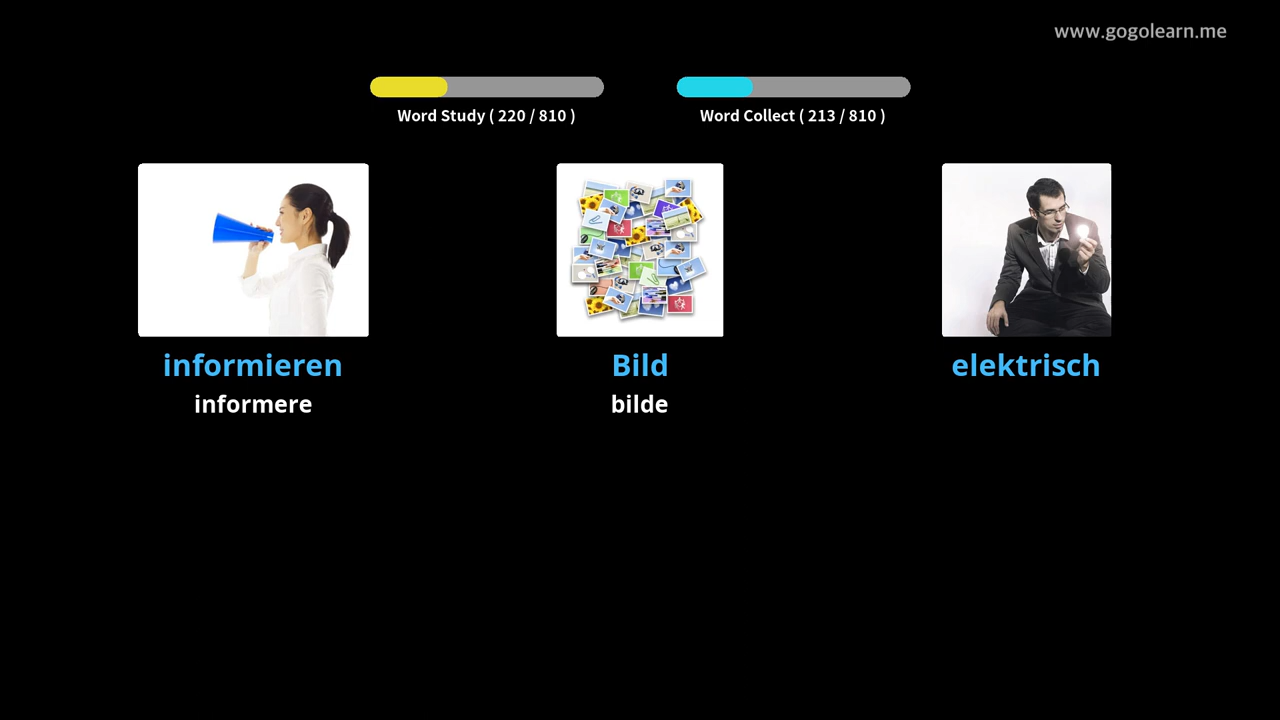 www.gogolearn.me
Word Study ( 220 / 810 )
Word Collect ( 213 / 810 )
informieren
Bild
elektrisch
informere
bilde